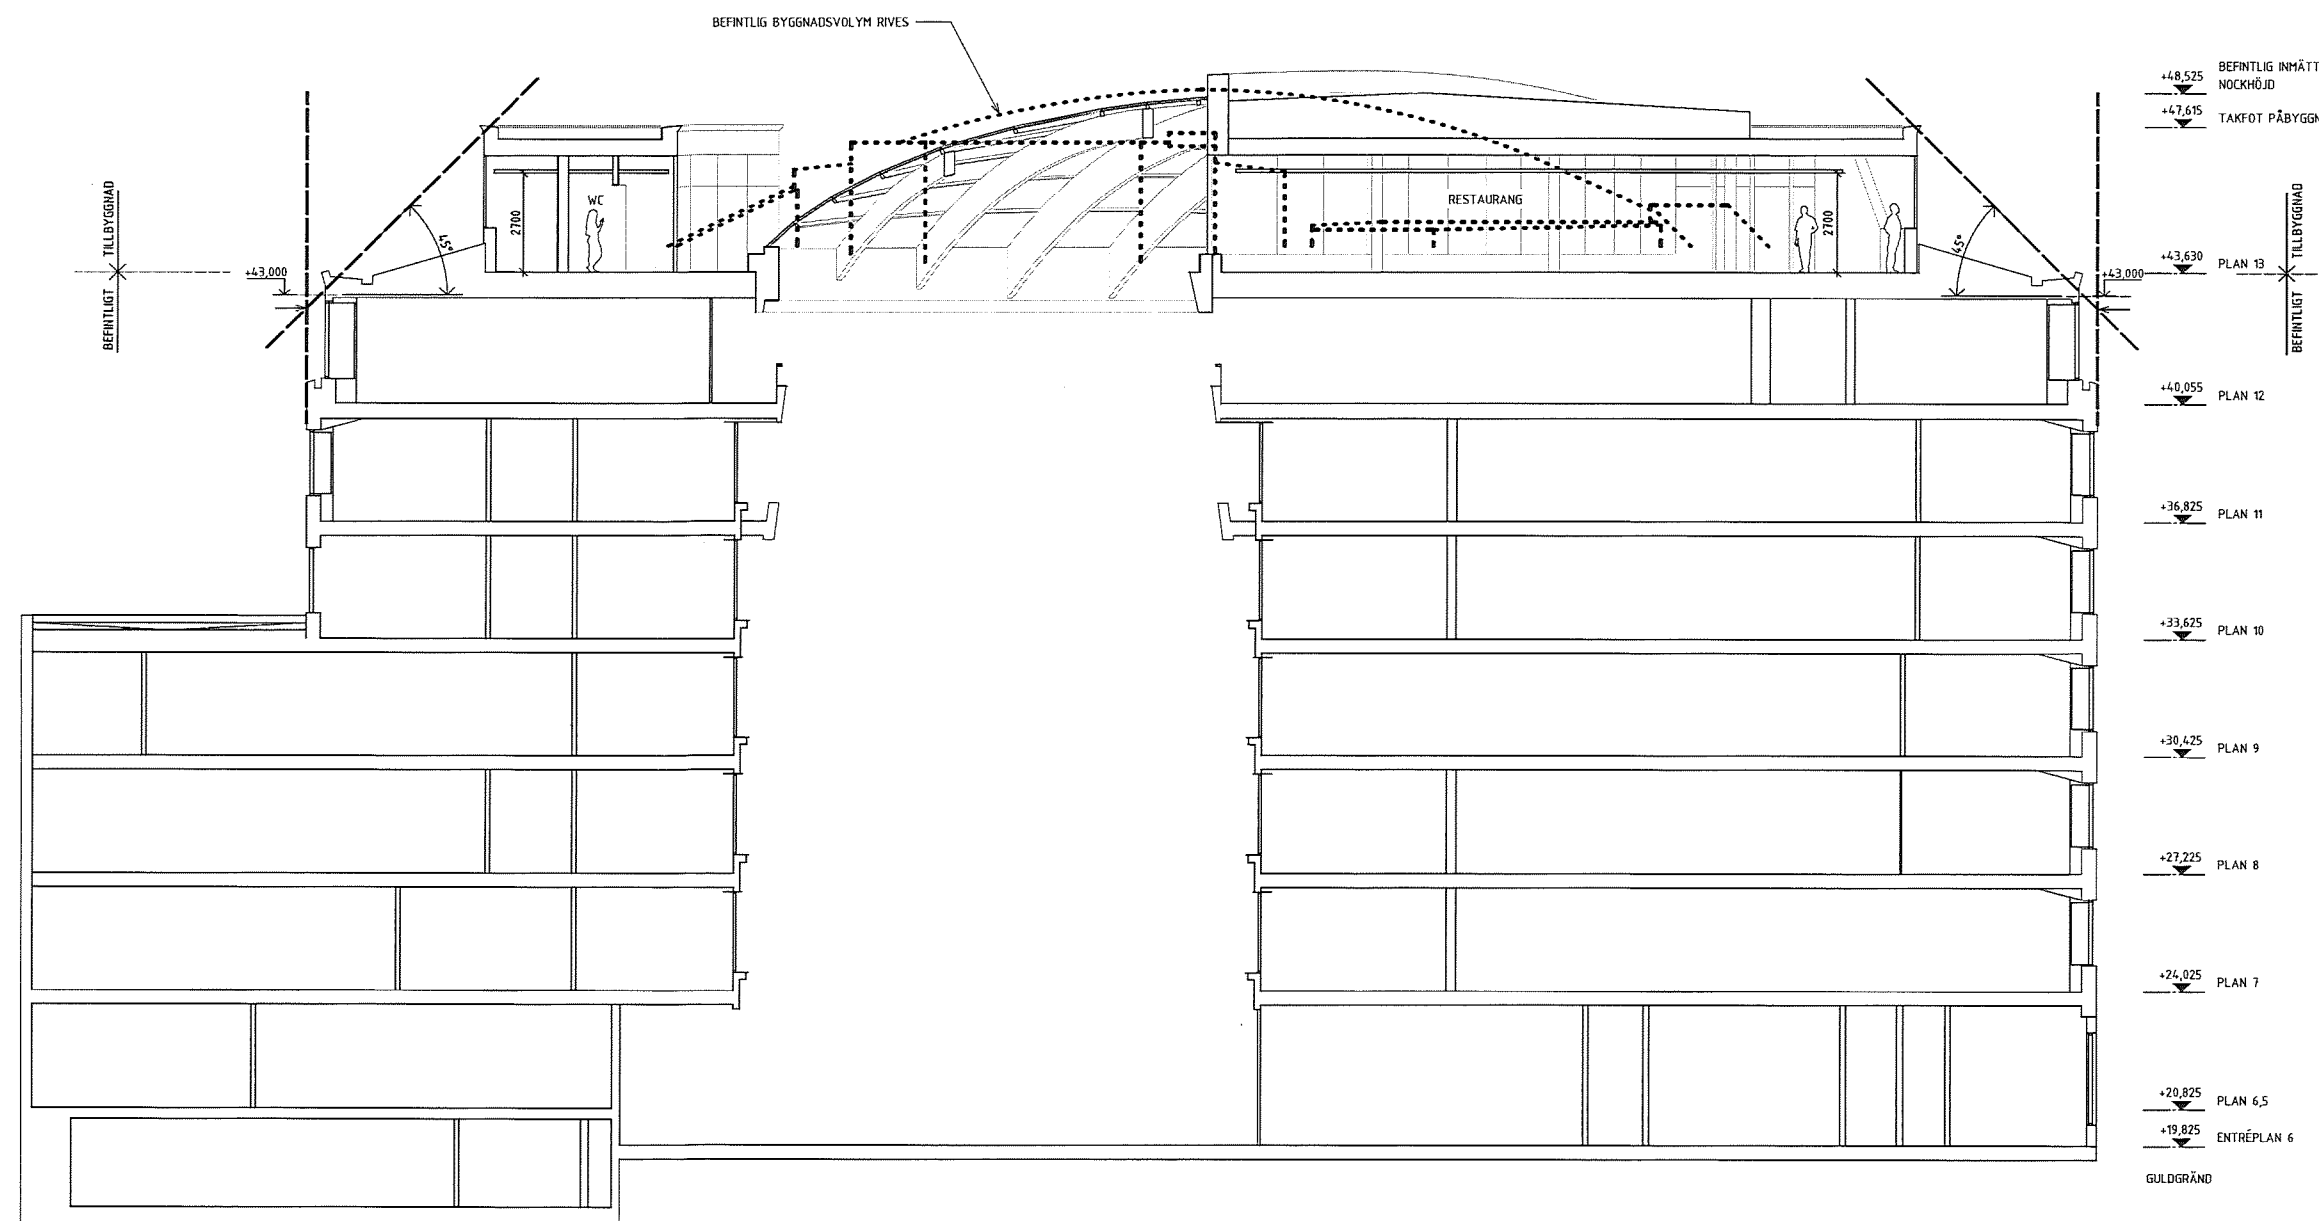 BEFINTLIG BYGGNADSVOLYM RIVES
+48,525
BEFINTLIG INMÄTT
NOCKHÖJD
+47,615
TAKFOT PÅBYGGN
TILLBYGGNAD
BEFINTLIGT
+43,000
45°
2700
WC
RESTAURANG
2700
45°
+43,000
+43,630
PLAN 13
TILLBYGGNAD
BEFINTLIGT
+40,055
PLAN 12
+36,825
PLAN 11
+33,625
PLAN 10
+30,425
PLAN 9
+27,225
PLAN 8
+24,025
PLAN 7
+20,825
PLAN 6,5
+19,825
ENTRÉPLAN 6
GULDGRÄND